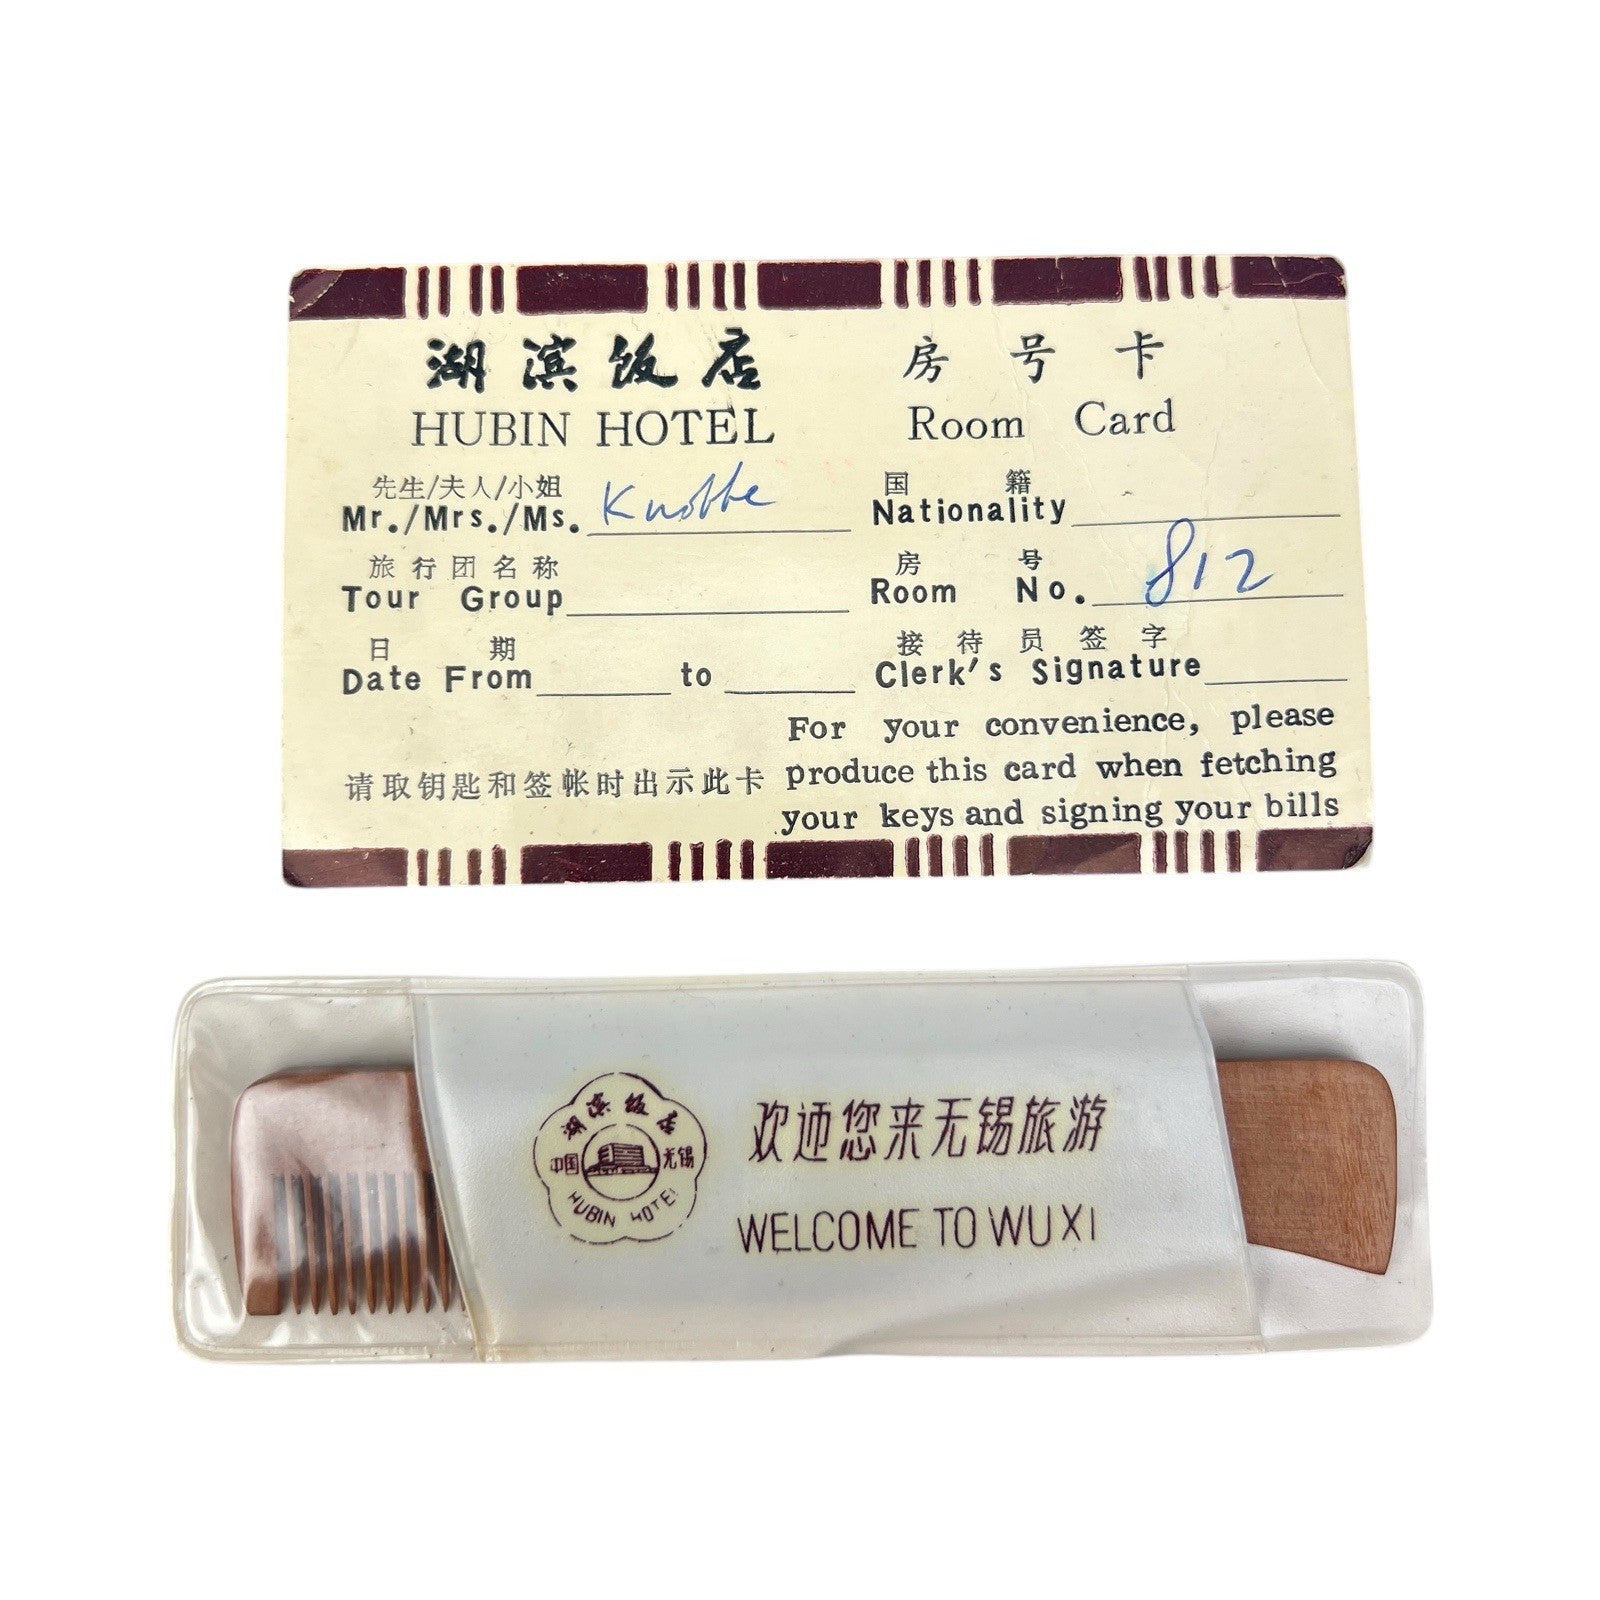 湖滨饭店 房号卡
HUBIN HOTEL Room Card
先生/夫人/小姐 国籍
Mr./Mrs./Ms. Knobbe Nationality
旅行团名称 房号
Tour Group Room No. 812
日期 接待员签字
Date From to Clerk's Signature
请取钥匙和签帐时出示此卡
For your convenience, please
produce this card when fetching
your keys and signing your bills
湖滨饭店
中国 无锡
HUBIN HOTEL
欢迎您来无锡旅游
WELCOME TO WUXI